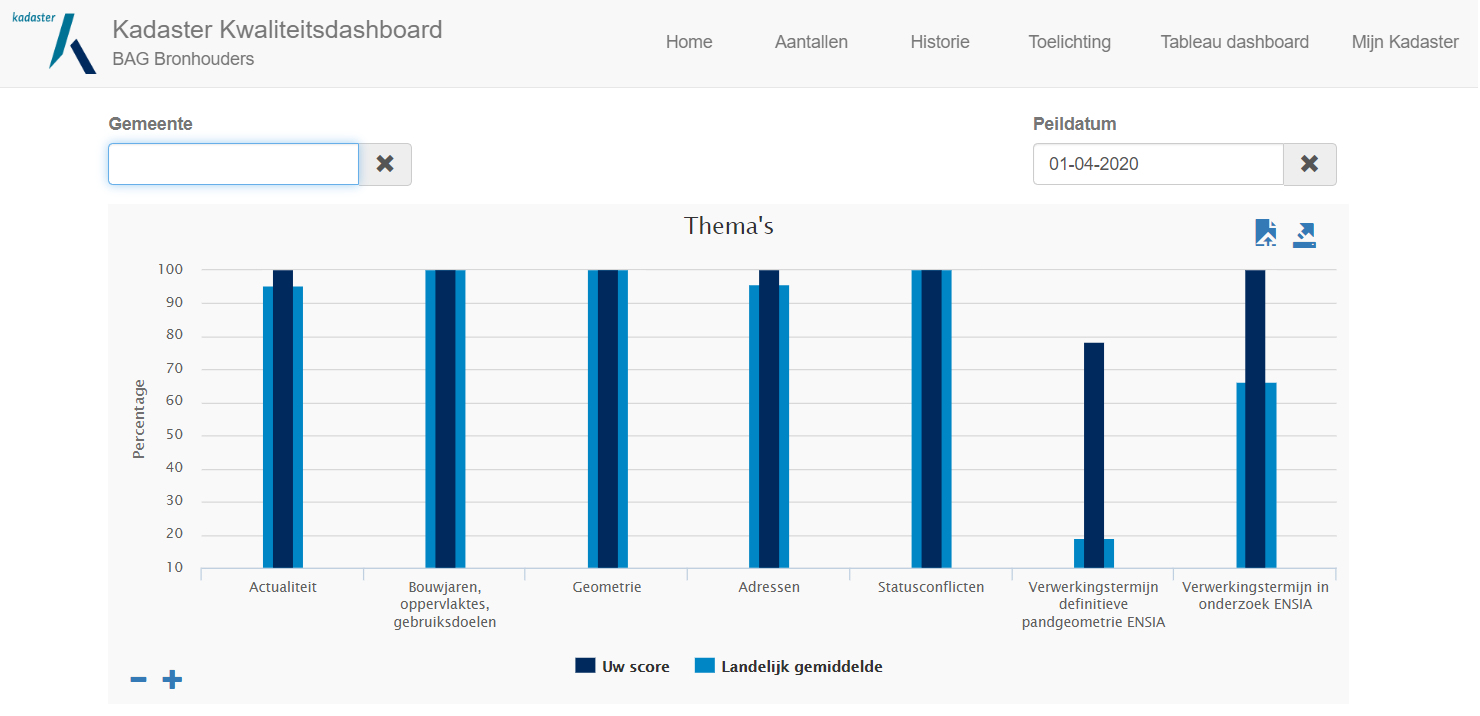 kadaster
Kadaster Kwaliteitsdashboard
BAG Bronhouders
Home Aantallen Historie Toelichting Tableau dashboard Mijn Kadaster
Gemeente
Peildatum
01-04-2020
Thema's
Percentage
100
90
80
70
60
50
40
30
20
10
Actualiteit
Bouwjaren,
oppervlaktes,
gebruiksdoelen
Geometrie
Adressen
Statusconflicten
Verwerkingstermijn
definitieve
pandgeometrie ENSIA
Verwerkingstermijn in
onderzoek ENSIA
Uw score
Landelijk gemiddelde